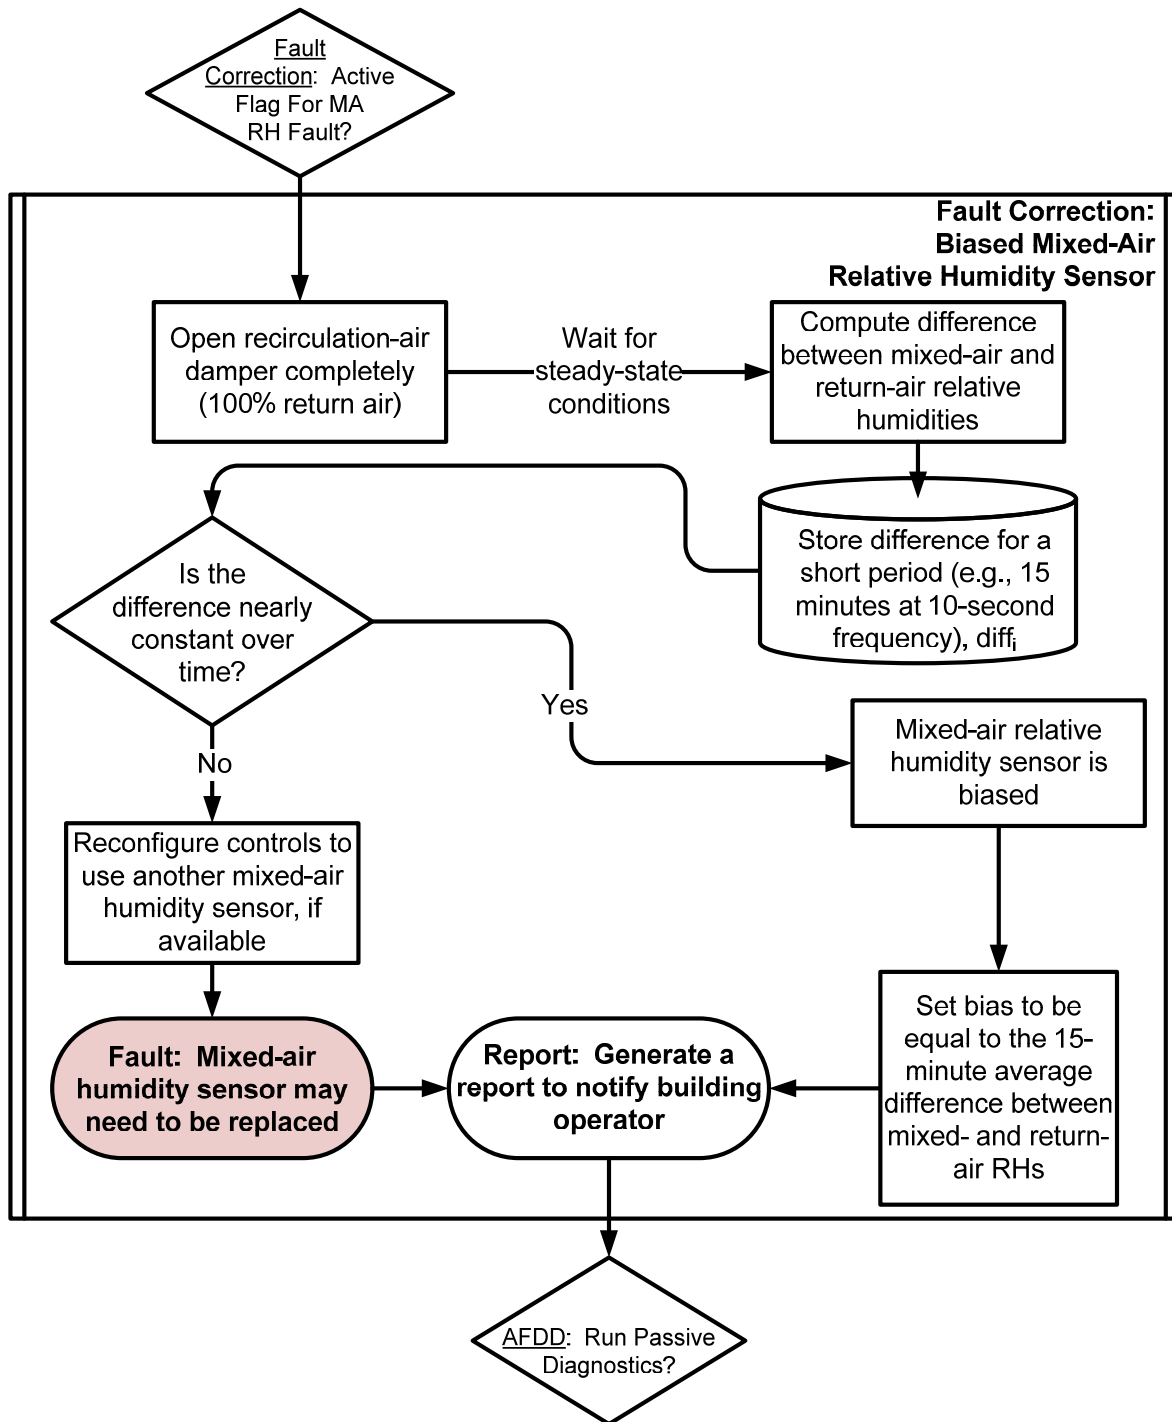 Fault
Correction: Active
Flag For MA
RH Fault?
Fault Correction:
Biased Mixed-Air
Relative Humidity Sensor
Open recirculation-air
damper completely
(100% return air)
Wait for
steady-state
conditions
Compute difference
between mixed-air and
return-air relative
humidities
Store difference for a
short period (e.g., 15
minutes at 10-second
frequency), diffi
Is the
difference nearly
constant over
time?
Yes
No
Mixed-air relative
humidity sensor is
biased
Reconfigure controls to
use another mixed-air
humidity sensor, if
available
Set bias to be
equal to the 15-
minute average
difference between
mixed- and return-
air RHs
Fault: Mixed-air
humidity sensor may
need to be replaced
Report: Generate a
report to notify building
operator
AFDD: Run Passive
Diagnostics?